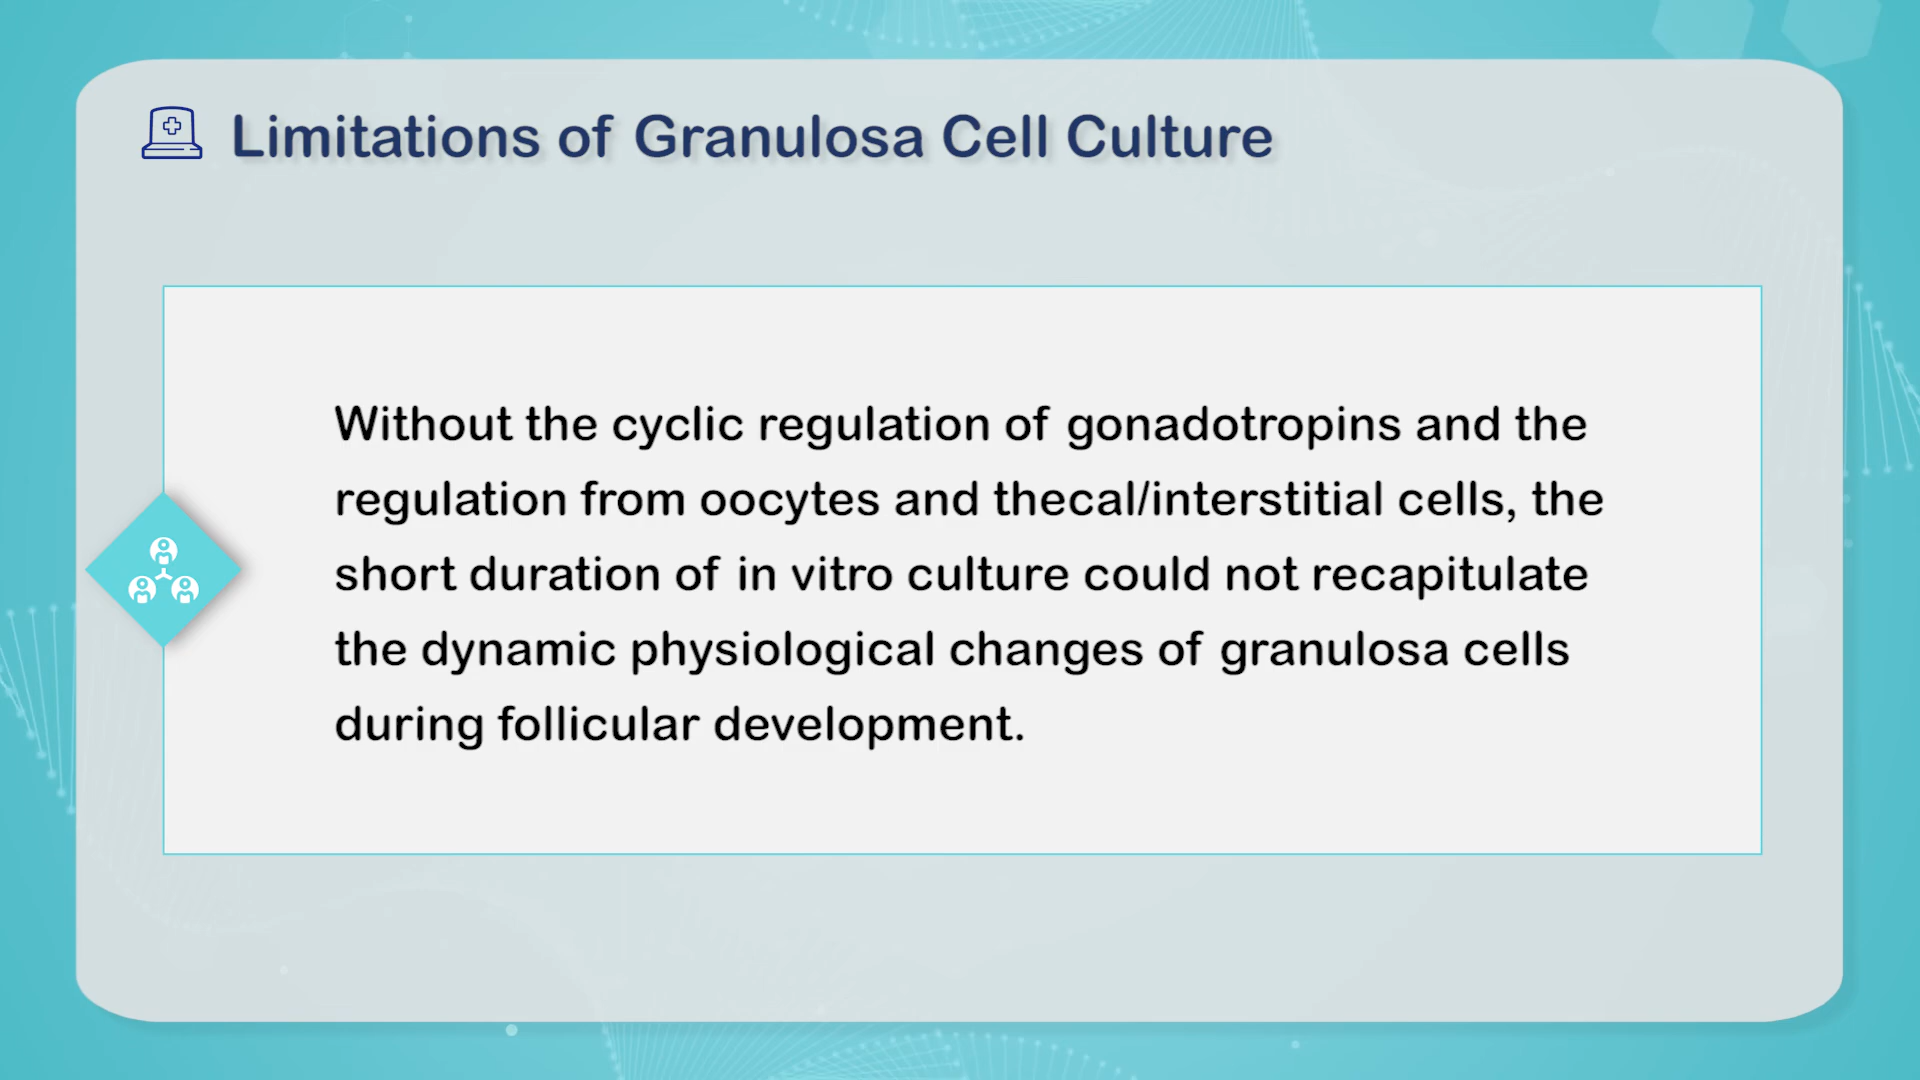 Limitations of Granulosa Cell Culture
Without the cyclic regulation of gonadotropins and the
regulation from oocytes and thecal/interstitial cells, the
short duration of in vitro culture could not recapitulate
the dynamic physiological changes of granulosa cells
during follicular development.